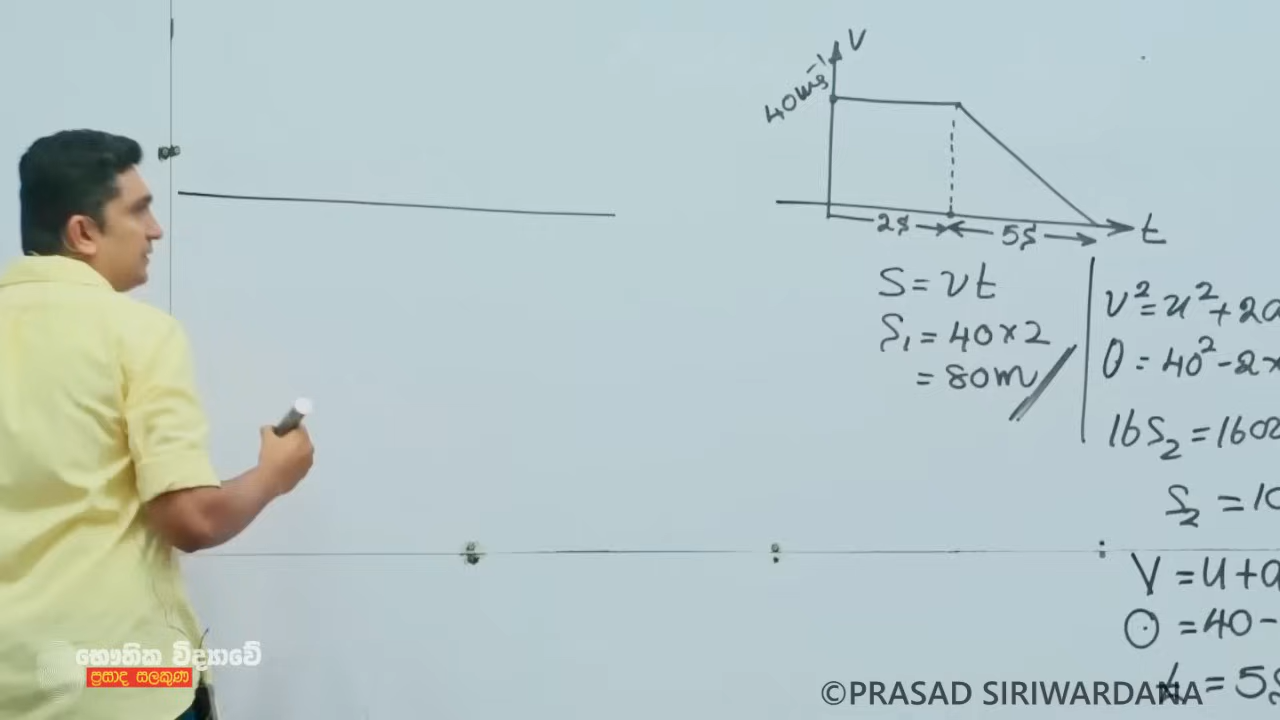 V
40ms⁻¹
2s
5s
t
S = vt
S₁ = 40×2
= 80m
v² = u² + 2a
0 = 40² - 2×
16S₂ = 160
S₂ = 10
V = u + a
0 = 40 -
t = 5s
භෞතික විද්‍යාවේ
ප්‍රසාද සලකුණ
©PRASAD SIRIWARDANA